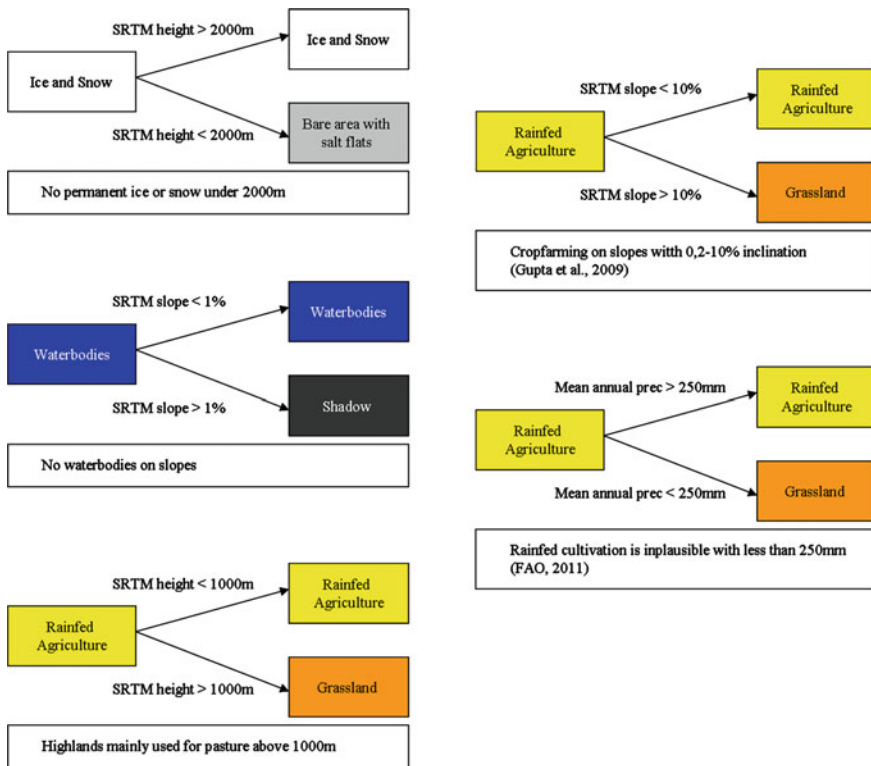 SRTM height > 2000m
Ice and Snow
Ice and Snow
SRTM height < 2000m
Bare area with
salt flats
No permanent ice or snow under 2000m
SRTM slope < 1%
Waterbodies
Waterbodies
SRTM slope > 1%
Shadow
No waterbodies on slopes
SRTM height < 1000m
Rainfed
Agriculture
Rainfed
Agriculture
SRTM height > 1000m
Grassland
Highlands mainly used for pasture above 1000m
SRTM slope < 10%
Rainfed
Agriculture
Rainfed
Agriculture
SRTM slope > 10%
Grassland
Cropfarming on slopes witth 0,2-10% inclination
(Gupta et al., 2009)
Mean annual prec > 250mm
Rainfed
Agriculture
Rainfed
Agriculture
Mean annual prec < 250mm
Grassland
Rainfed cultivation is inplausible with less than 250mm
(FAO, 2011)